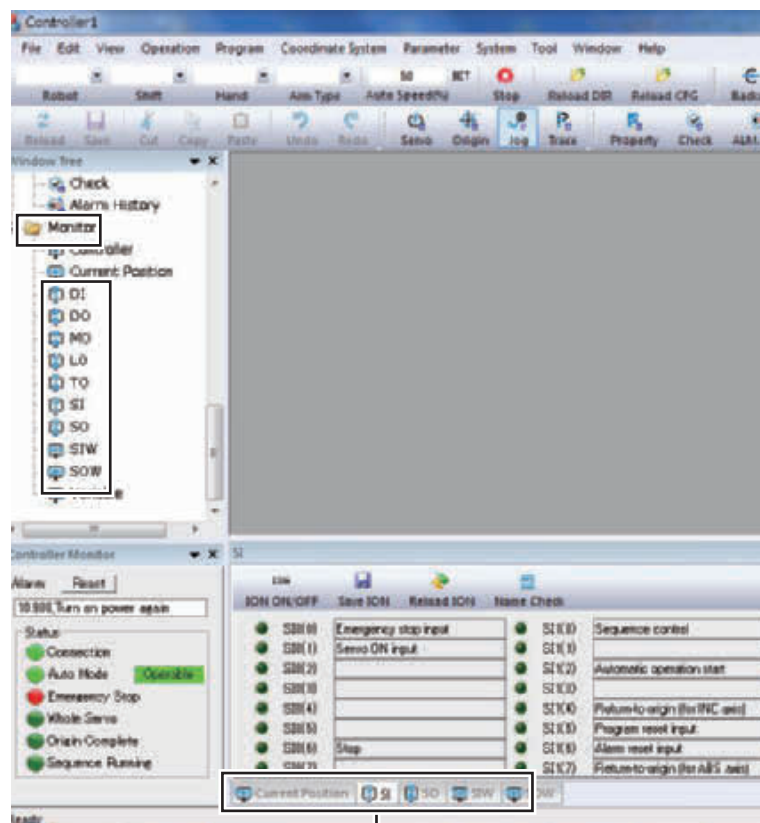 Controller1
File Edit View Operation Program Coordinate System Parameter System Tool Window Help
50 RET
Robot Shift Hand Arm Type Auto Speed(%) Stop Reload DIR Reload CFG
Reload Save Cut Copy Paste Undo Redo Servo Origin Jog Trace Property Check
Window Tree
Check
Alarm History
Monitor
Controller
Current Position
DI
DO
MO
LO
TO
SI
SO
SIW
SOW
Controller Monitor
Alarm Reset
Turn on power again
Status
Connection
Auto Mode Operable
Emergency Stop
Whole Servo
Origin Complete
Sequence Running
SI
ION ON/OFF Save ION Reload ION Name Check
SI0(0) Emergency stop input SI1(0) Sequence control
SI0(1) Servo ON input SI1(1)
SI0(2) SI1(2) Automatic operation start
SI0(3) SI1(3)
SI0(4) SI1(4) Return-to-origin (for INC axis)
SI0(5) SI1(5) Program reset input
SI0(6) Stop SI1(6) Alarm reset input
SI0(7) SI1(7) Return-to-origin (for ABS axis)
Current Position SI SO SIW SOW
Ready